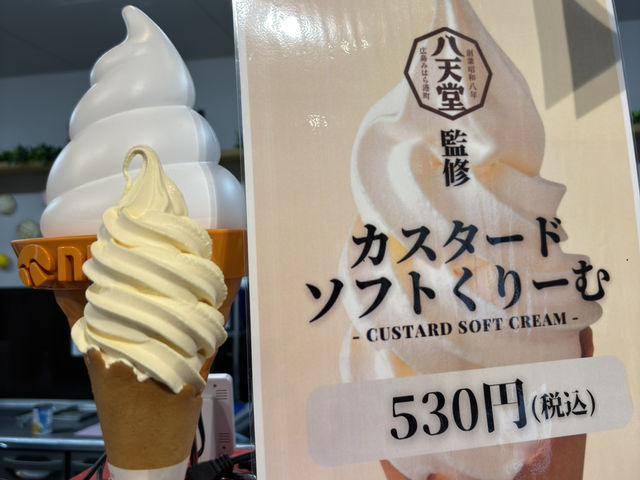 八天堂
創業昭和八年
広島みはら港町
監修
カスタード
ソフトくりーむ
- CUSTARD SOFT CREAM -
530円(税込)